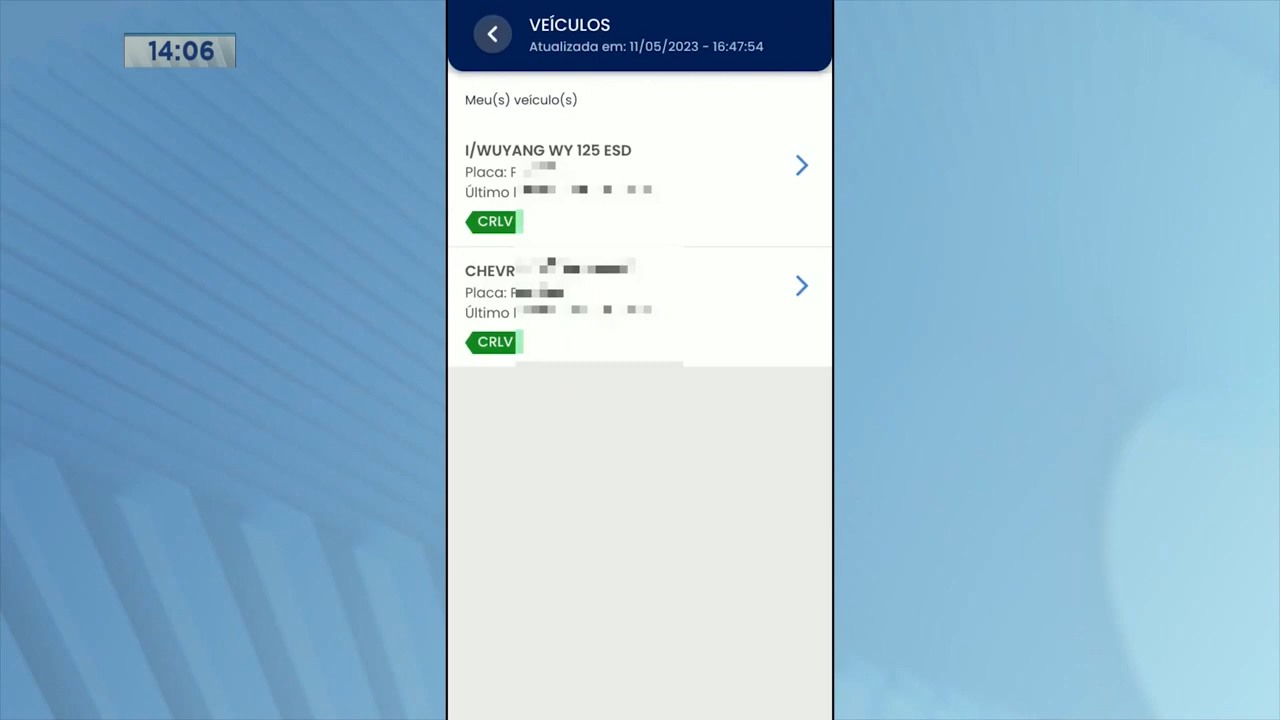 14:06
VEÍCULOS
Atualizada em: 11/05/2023 - 16:47:54
Meu(s) veículo(s)
I/WUYANG WY 125 ESD
Placa:
Último
CRLV
Placa:
Último
CRLV